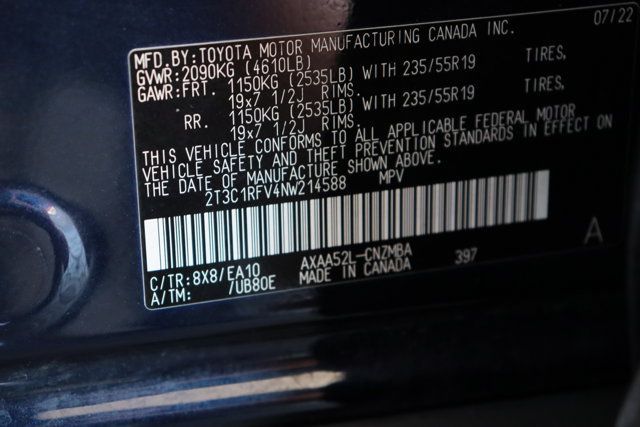 MFD.BY:TOYOTA MOTOR MANUFACTURING CANADA INC. 07/22
GVWR:2090KG (4610LB)
GAWR:FRT. 1150KG (2535LB) WITH 235/55R19 TIRES,
19x7 1/2J RIMS.
RR. 1150KG (2535LB) WITH 235/55R19 TIRES,
19x7 1/2J RIMS.
THIS VEHICLE CONFORMS TO ALL APPLICABLE FEDERAL MOTOR
VEHICLE SAFETY AND THEFT PREVENTION STANDARDS IN EFFECT ON
THE DATE OF MANUFACTURE SHOWN ABOVE.
2T3C1RFV4NW214588 MPV
A
C/TR:8X8/EA10 AXAA52L-CNZMBA 397
A/TM: /UB80E MADE IN CANADA